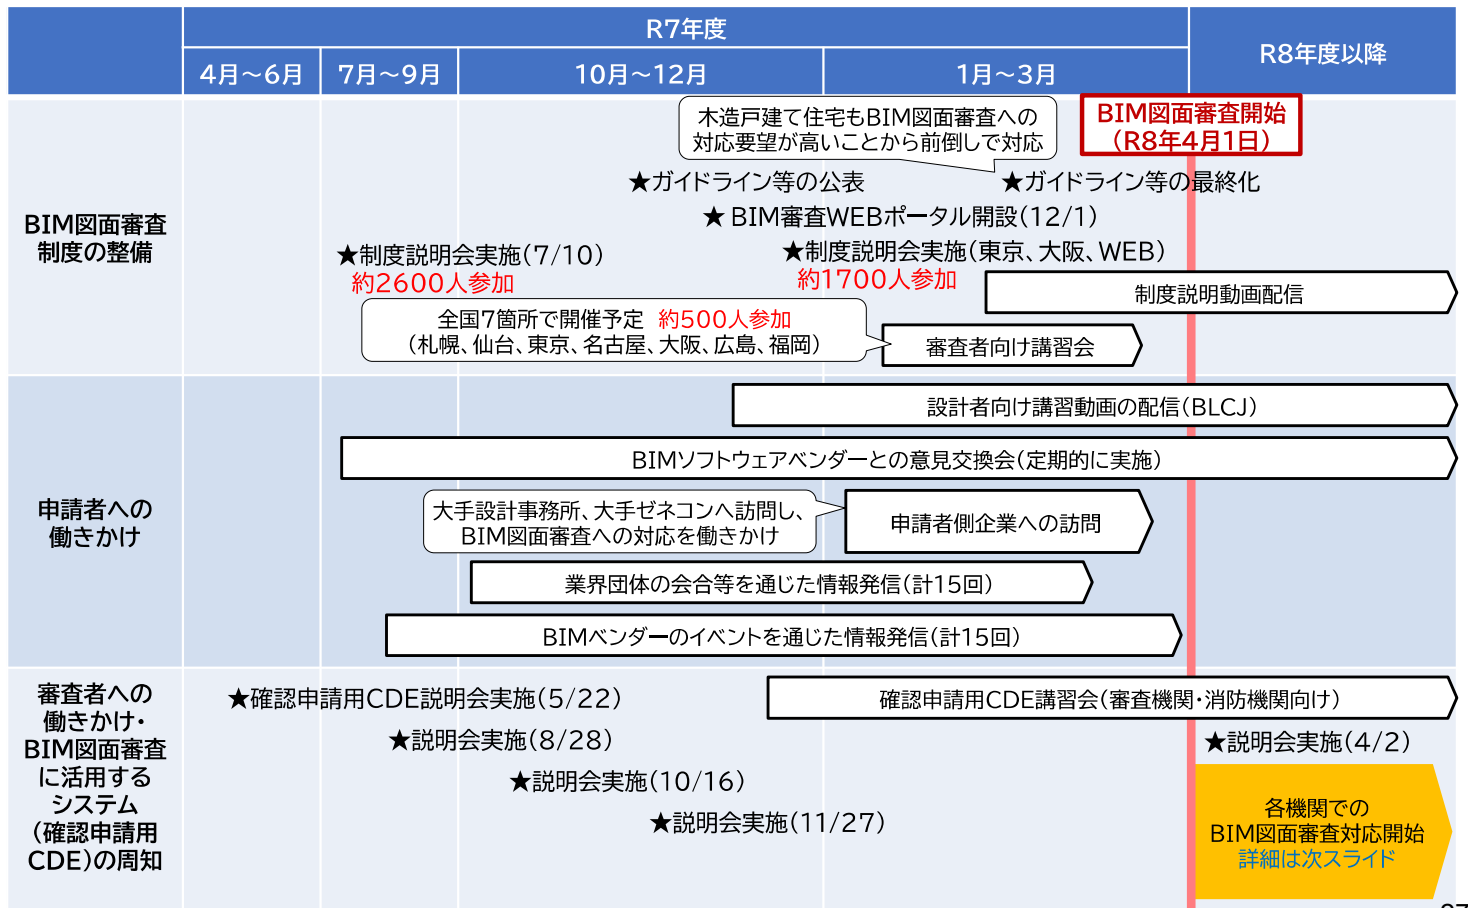 R7年度
R8年度以降
4月～6月
7月～9月
10月～12月
1月～3月
BIM図面審査
制度の整備
木造戸建て住宅もBIM図面審査への
対応要望が高いことから前倒しで対応
BIM図面審査開始
（R8年4月1日）
★ガイドライン等の公表
★ガイドライン等の最終化
★BIM審査WEBポータル開設（12/1）
★制度説明会実施（7/10）
約2600人参加
★制度説明会実施（東京、大阪、WEB）
約1700人参加
制度説明動画配信
全国7箇所で開催予定　約500人参加
（札幌、仙台、東京、名古屋、大阪、広島、福岡）
審査者向け講習会
申請者への
働きかけ
設計者向け講習動画の配信（BLCJ）
BIMソフトウェアベンダーとの意見交換会（定期的に実施）
大手設計事務所、大手ゼネコンへ訪問し、
BIM図面審査への対応を働きかけ
申請者側企業への訪問
業界団体の会合等を通じた情報発信（計15回）
BIMベンダーのイベントを通じた情報発信（計15回）
審査者への
働きかけ・
BIM図面審査
に活用する
システム
（確認申請用
CDE）の周知
★確認申請用CDE説明会実施（5/22）
確認申請用CDE講習会（審査機関・消防機関向け）
★説明会実施（8/28）
★説明会実施（4/2）
★説明会実施（10/16）
★説明会実施（11/27）
各機関での
BIM図面審査対応開始
詳細は次スライド